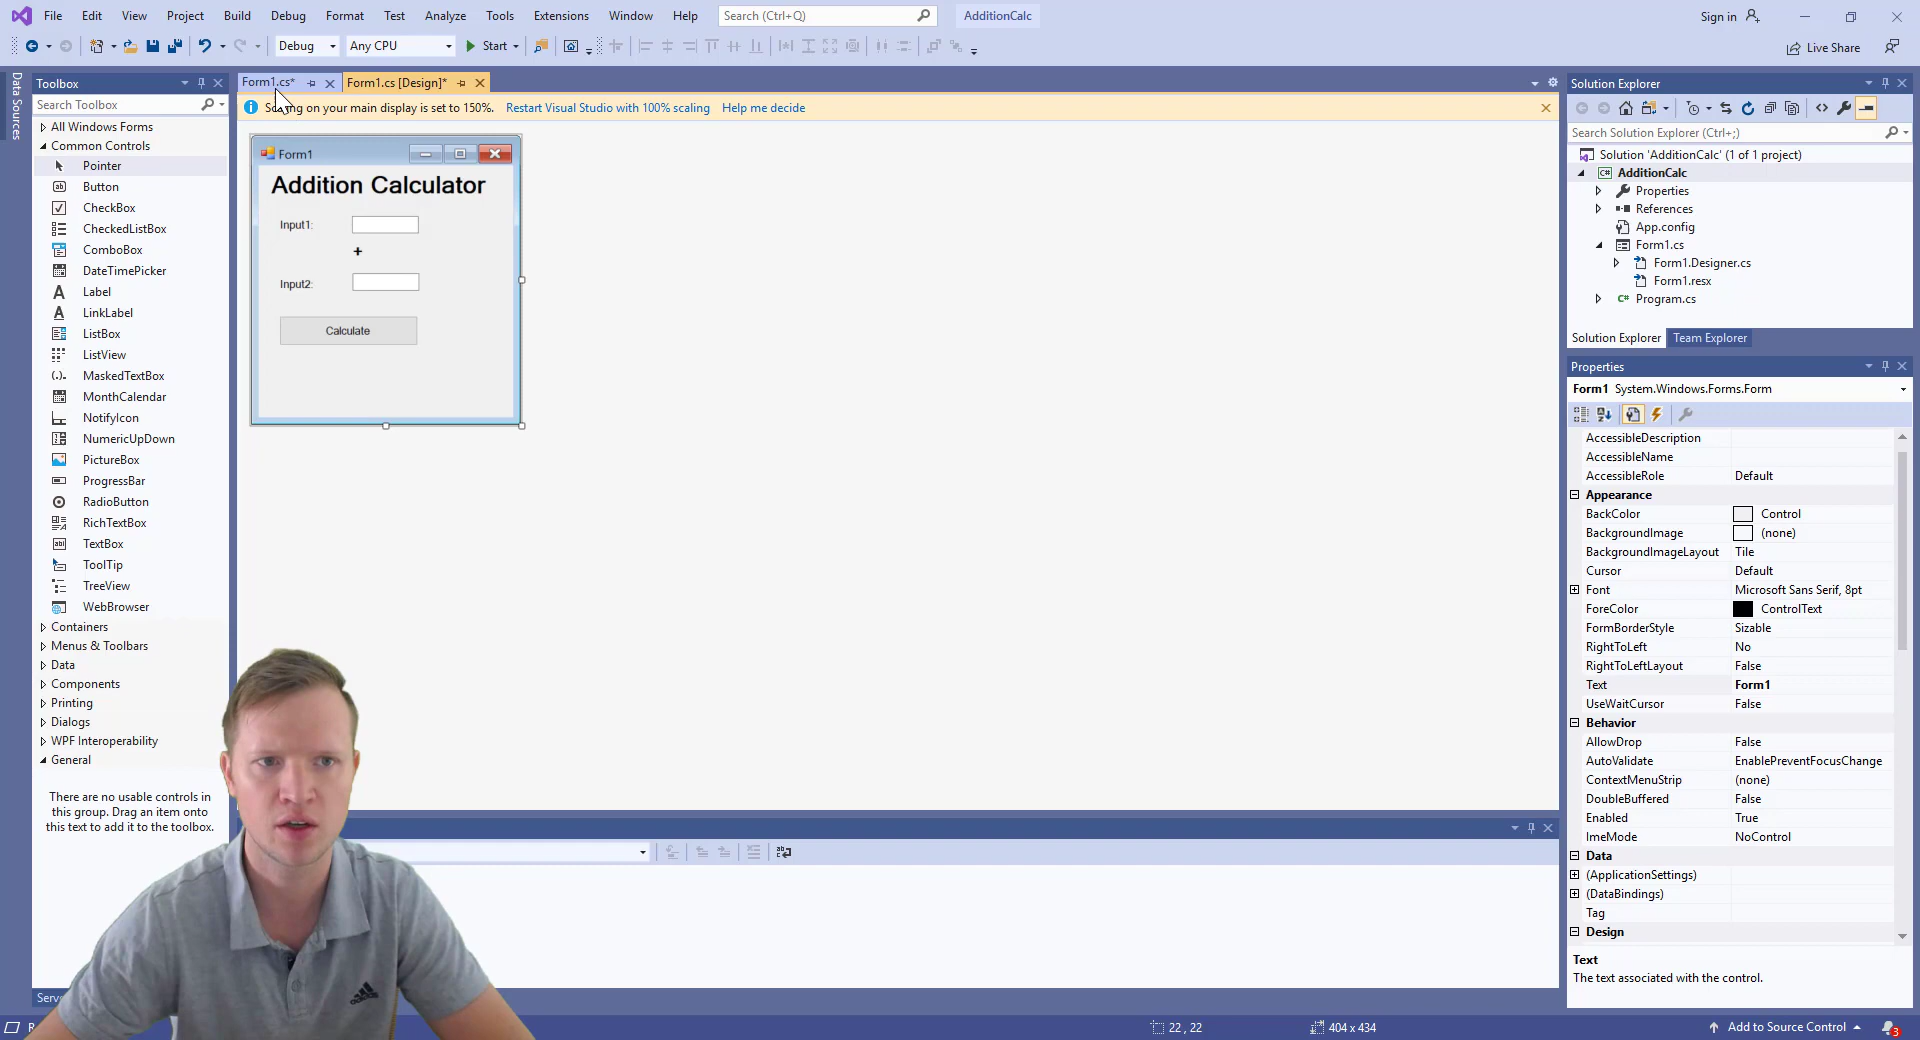 File Edit View Project Build Debug Format Test Analyze Tools Extensions Window Help Search (Ctrl+Q) AdditionCalc Sign in
Debug Any CPU Start Live Share
Data Sources
Toolbox
Search Toolbox
All Windows Forms
Common Controls
Pointer
Button
CheckBox
CheckedListBox
ComboBox
DateTimePicker
Label
LinkLabel
ListBox
ListView
MaskedTextBox
MonthCalendar
NotifyIcon
NumericUpDown
PictureBox
ProgressBar
RadioButton
RichTextBox
TextBox
ToolTip
TreeView
WebBrowser
Containers
Menus & Toolbars
Data
Components
Printing
Dialogs
WPF Interoperability
General
There are no usable controls in
this group. Drag an item onto
this text to add it to the toolbox.
Form1.cs* Form1.cs [Design]*
on your main display is set to 150%. Restart Visual Studio with 100% scaling Help me decide
Form1
Addition Calculator
Input1:
+
Input2:
Calculate
Solution Explorer
Search Solution Explorer (Ctrl+;)
Solution 'AdditionCalc' (1 of 1 project)
AdditionCalc
Properties
References
App.config
Form1.cs
Form1.Designer.cs
Form1.resx
Program.cs
Solution Explorer Team Explorer
Properties
Form1 System.Windows.Forms.Form
AccessibleDescription
AccessibleName
AccessibleRole Default
Appearance
BackColor Control
BackgroundImage (none)
BackgroundImageLayout Tile
Cursor Default
Font Microsoft Sans Serif, 8pt
ForeColor ControlText
FormBorderStyle Sizable
RightToLeft No
RightToLeftLayout False
Text Form1
UseWaitCursor False
Behavior
AllowDrop False
AutoValidate EnablePreventFocusChange
ContextMenuStrip (none)
DoubleBuffered False
Enabled True
ImeMode NoControl
Data
(ApplicationSettings)
(DataBindings)
Tag
Design
Text
The text associated with the control.
22 , 22 404 x 434 Add to Source Control 3